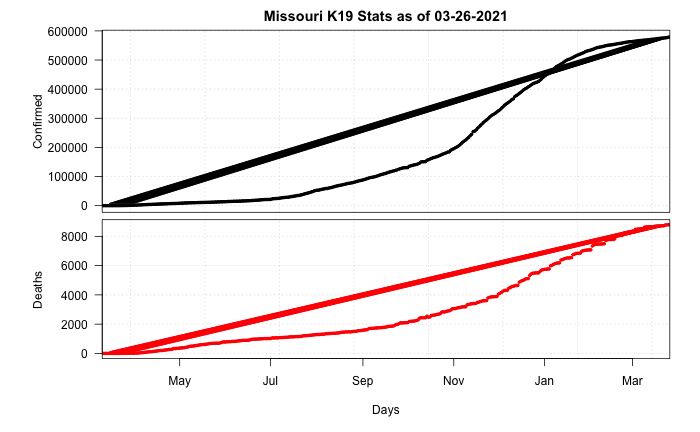 Missouri K19 Stats as of 03-26-2021
600000
500000
400000
300000
200000
100000
0
Confirmed
8000
6000
4000
2000
0
Deaths
May Jul Sep Nov Jan Mar
Days